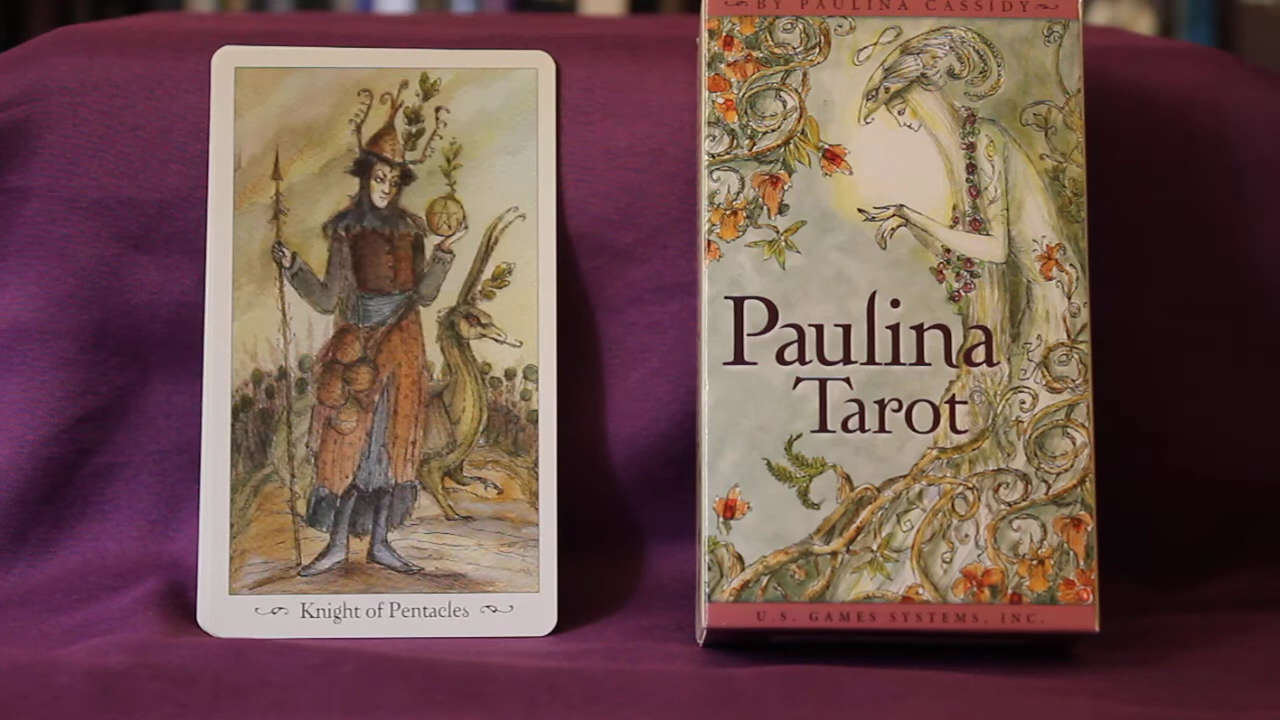 Knight of Pentacles
BY PAULINA CASSIDY
Paulina
Tarot
U.S. GAMES SYSTEMS, INC.